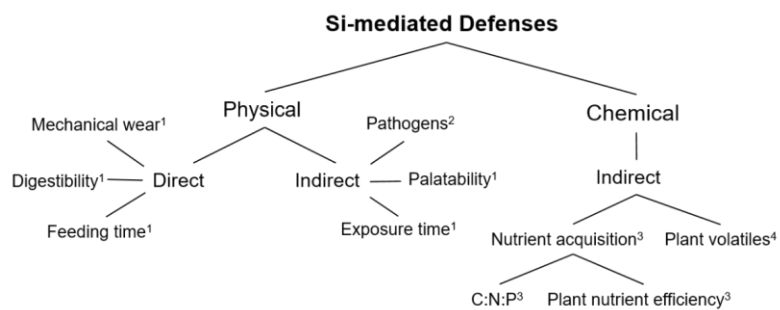 Si-mediated Defenses
Physical
Chemical
Mechanical wear¹
Pathogens²
Digestibility¹
Direct
Indirect
Palatability¹
Indirect
Feeding time¹
Exposure time¹
Nutrient acquisition³
Plant volatiles⁴
C:N:P³
Plant nutrient efficiency³